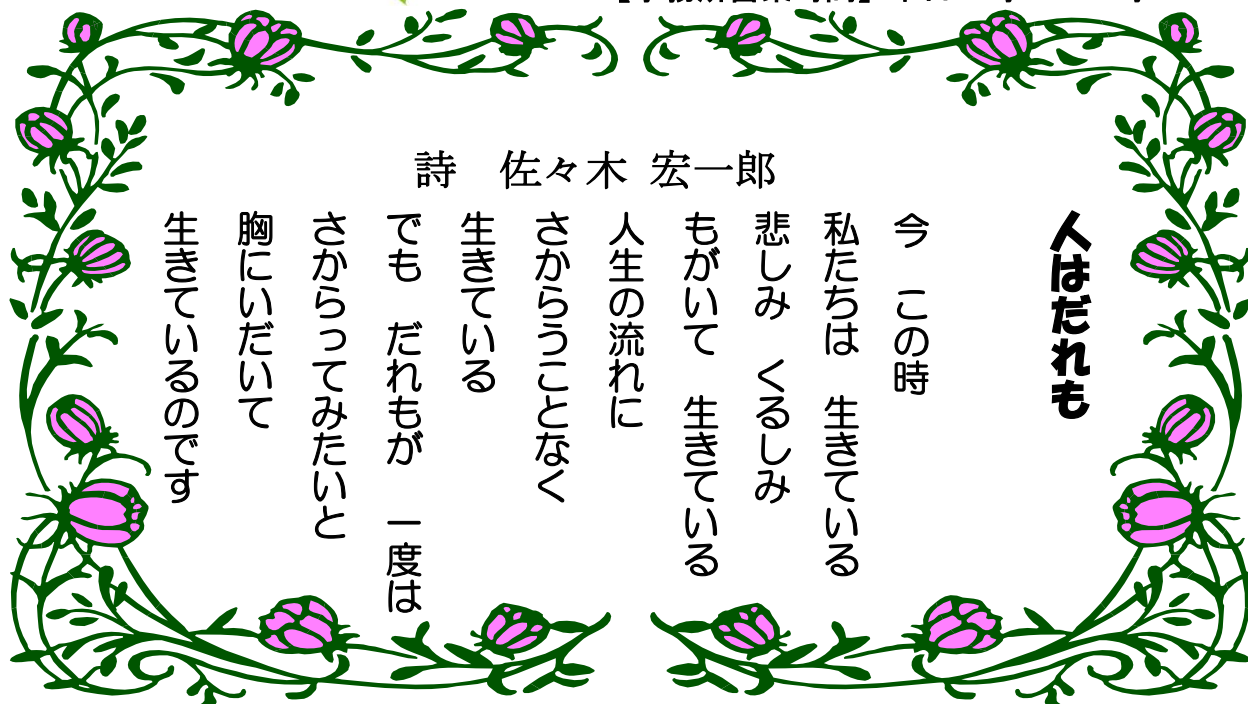 人はだれも
詩　佐々木 宏一郎
今　この時
私たちは　生きている
悲しみ　くるしみ
もがいて　生きている
人生の流れに
さからうことなく
生きている
でも　だれもが　一度は
さからってみたいと
胸にいだいて
生きているのです